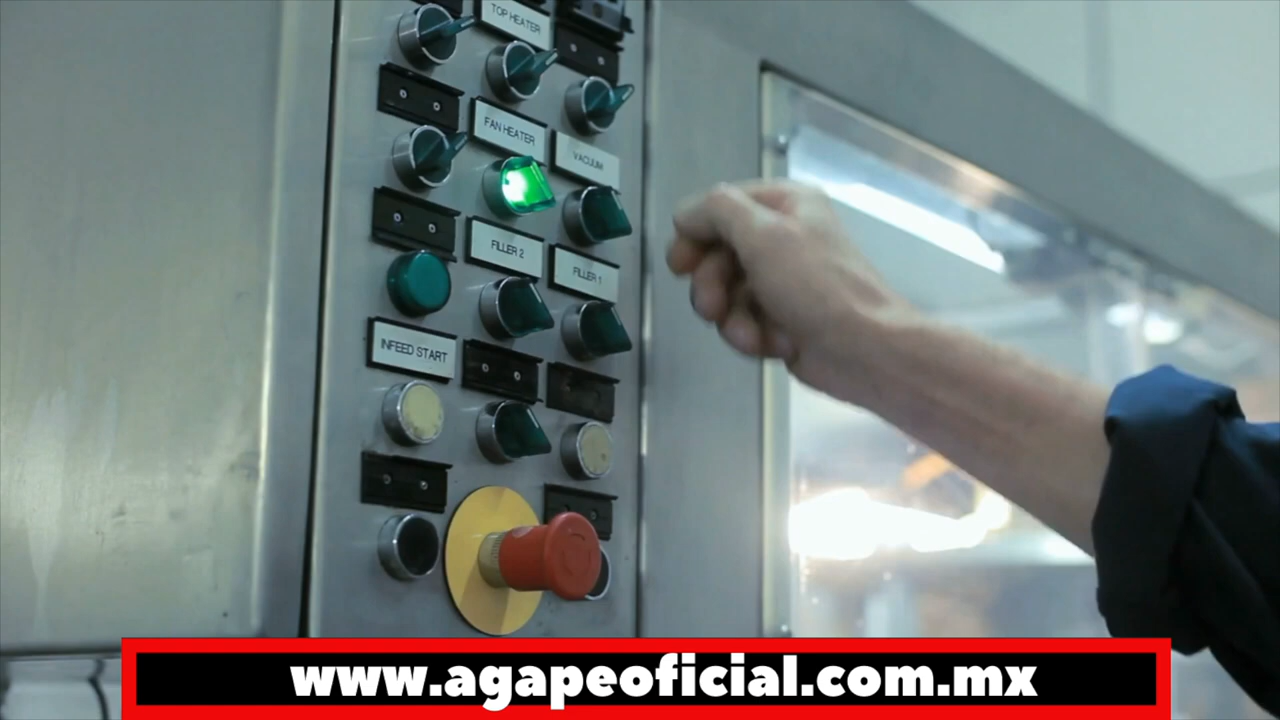 TOP HEATER
FAN HEATER
VACUUM
FILLER 2
FILLER 1
INFEED START
www.agapeoficial.com.mx